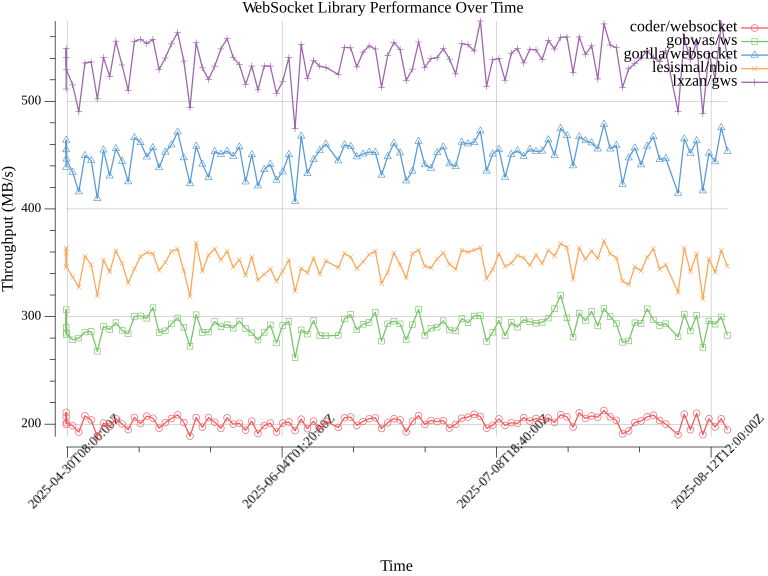 WebSocket Library Performance Over Time
coder/websocket
gobwas/ws
gorilla/websocket
lesismal/nbio
lxzan/gws
Throughput (MB/s)
500
400
300
200
2025-04-30T08:00:00Z
2025-06-04T01:20:00Z
2025-07-08T18:40:00Z
2025-08-12T12:00:00Z
Time